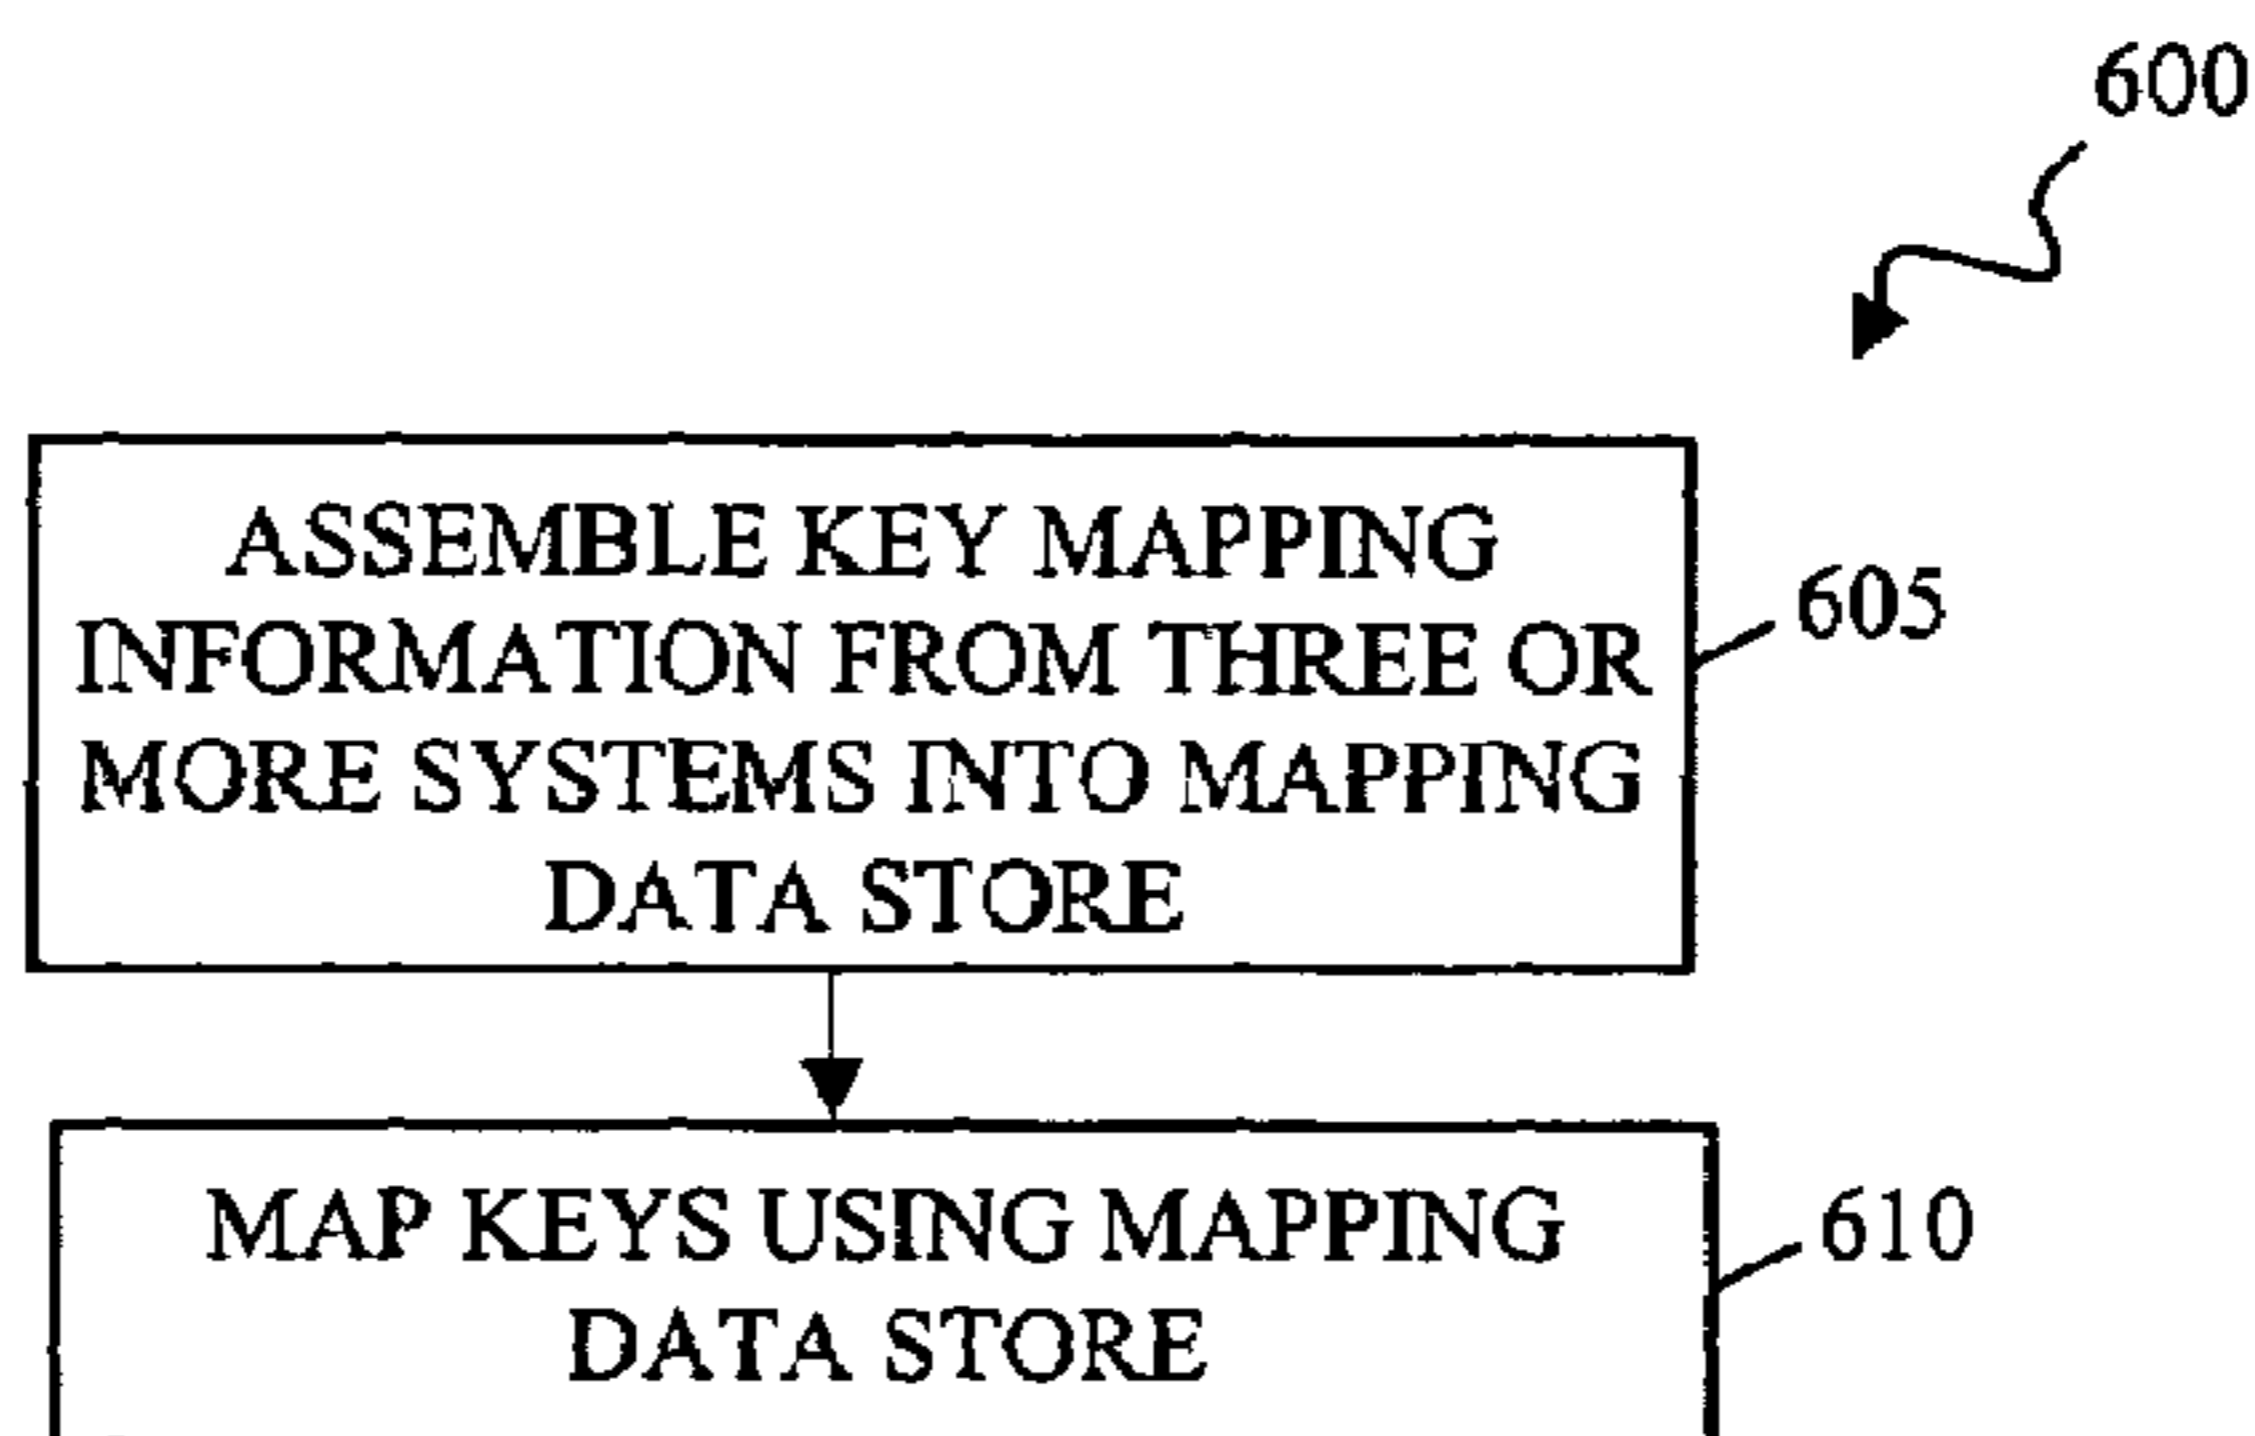 600
ASSEMBLE KEY MAPPING
INFORMATION FROM THREE OR
MORE SYSTEMS INTO MAPPING
DATA STORE
605
MAP KEYS USING MAPPING
DATA STORE
610